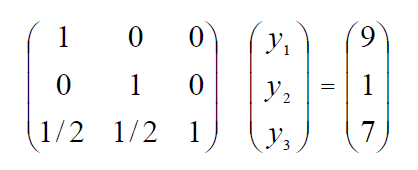 1 0 0 y₁ 9
0 1 0 y₂ = 1
1/2 1/2 1 y₃ 7